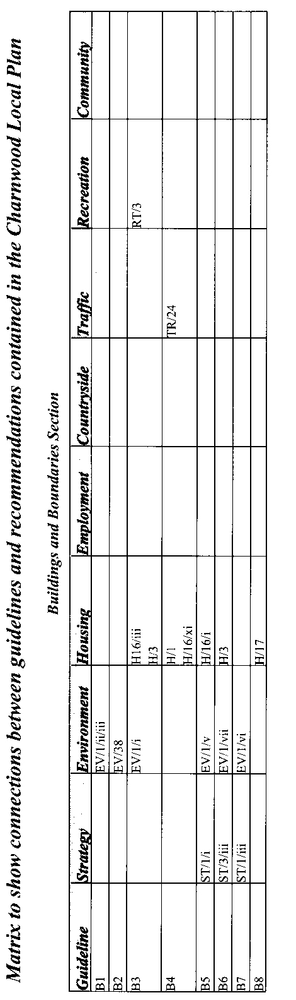 Matrix to show connections between guidelines and recommendations contained in the Charnwood Local Plan
Buildings and Boundaries Section
Guideline Strategy Environment Housing Employment Countryside Traffic Recreation Community
B1 EV/1/ii/iii
B2 EV/38
B3 EV/1/i H16/iii RT/3
H/3
B4 H/1 TR/24
H/16/xi
B5 ST/1/i EV/1/v H/16/i
B6 ST/3/iii EV/1/vii H/3
B7 ST/1/iii EV/1/vi
B8 H/17